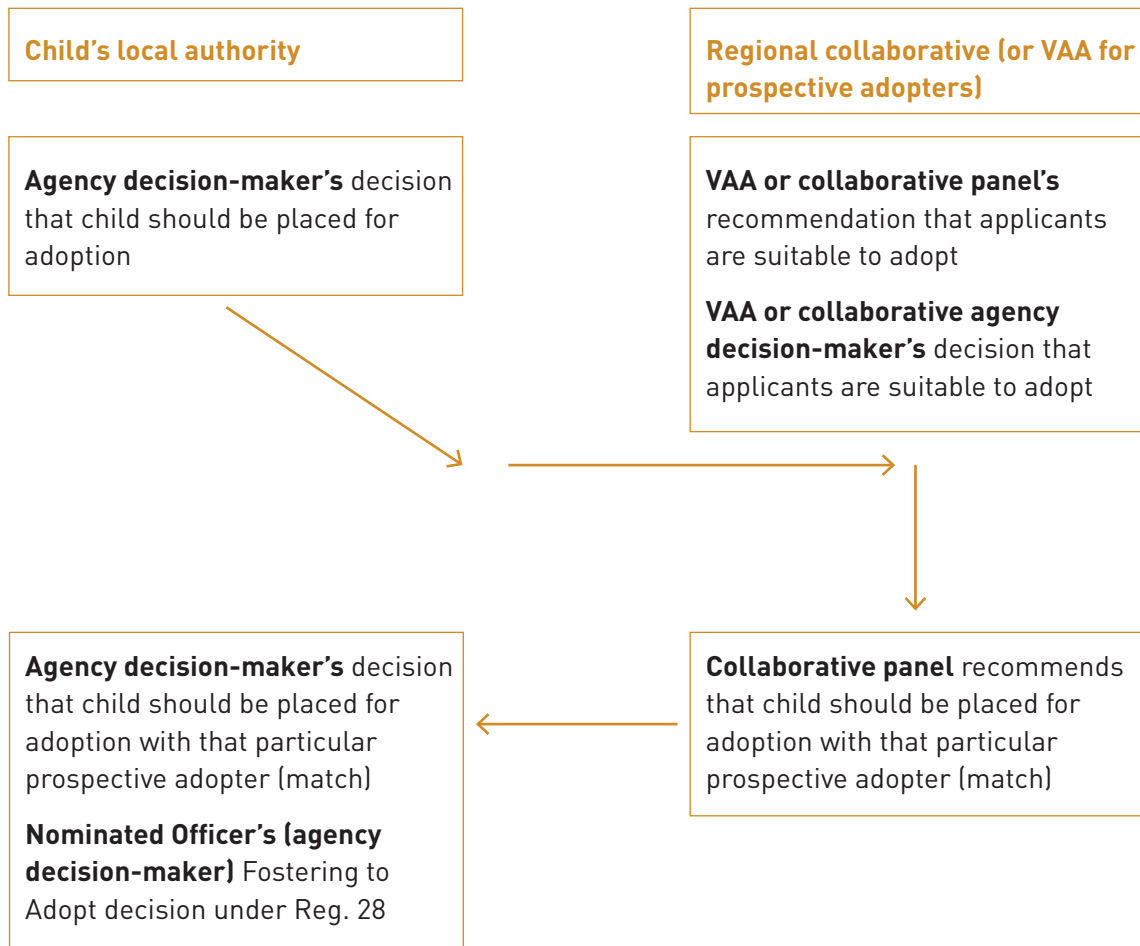 Child’s local authority
Regional collaborative (or VAA for
prospective adopters)
Agency decision-maker’s decision
that child should be placed for
adoption
VAA or collaborative panel’s
recommendation that applicants
are suitable to adopt
VAA or collaborative agency
decision-maker’s decision that
applicants are suitable to adopt
Agency decision-maker’s decision
that child should be placed for
adoption with that particular
prospective adopter (match)
Nominated Officer’s (agency
decision-maker) Fostering to
Adopt decision under Reg. 28
Collaborative panel recommends
that child should be placed for
adoption with that particular
prospective adopter (match)